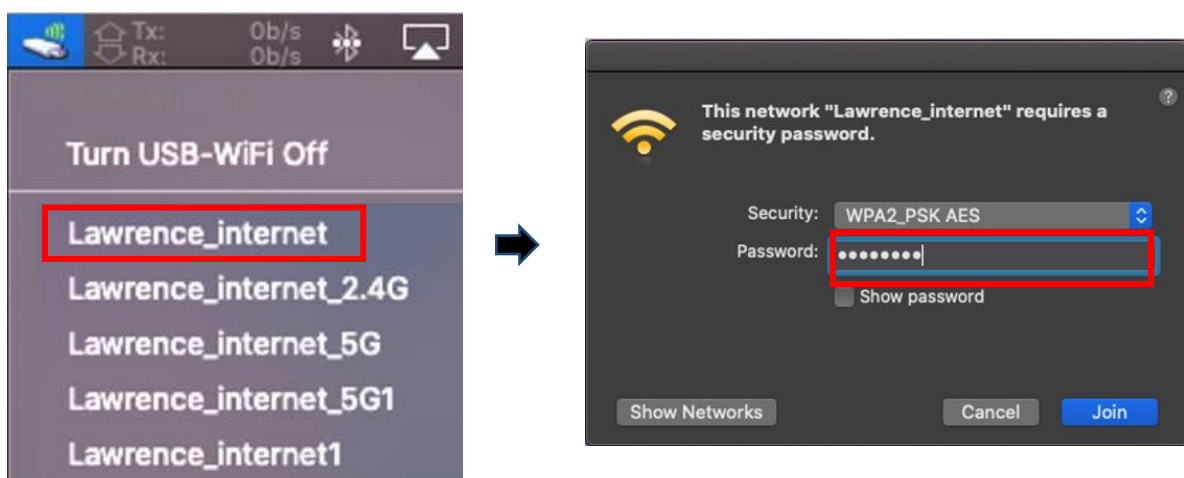 Tx: 0b/s
Rx: 0b/s
Turn USB-WiFi Off
Lawrence_internet
Lawrence_internet_2.4G
Lawrence_internet_5G
Lawrence_internet_5G1
Lawrence_internet1
?
This network "Lawrence_internet" requires a
security password.
Security: WPA2_PSK AES
Password: ••••••••
Show password
Show Networks Cancel Join